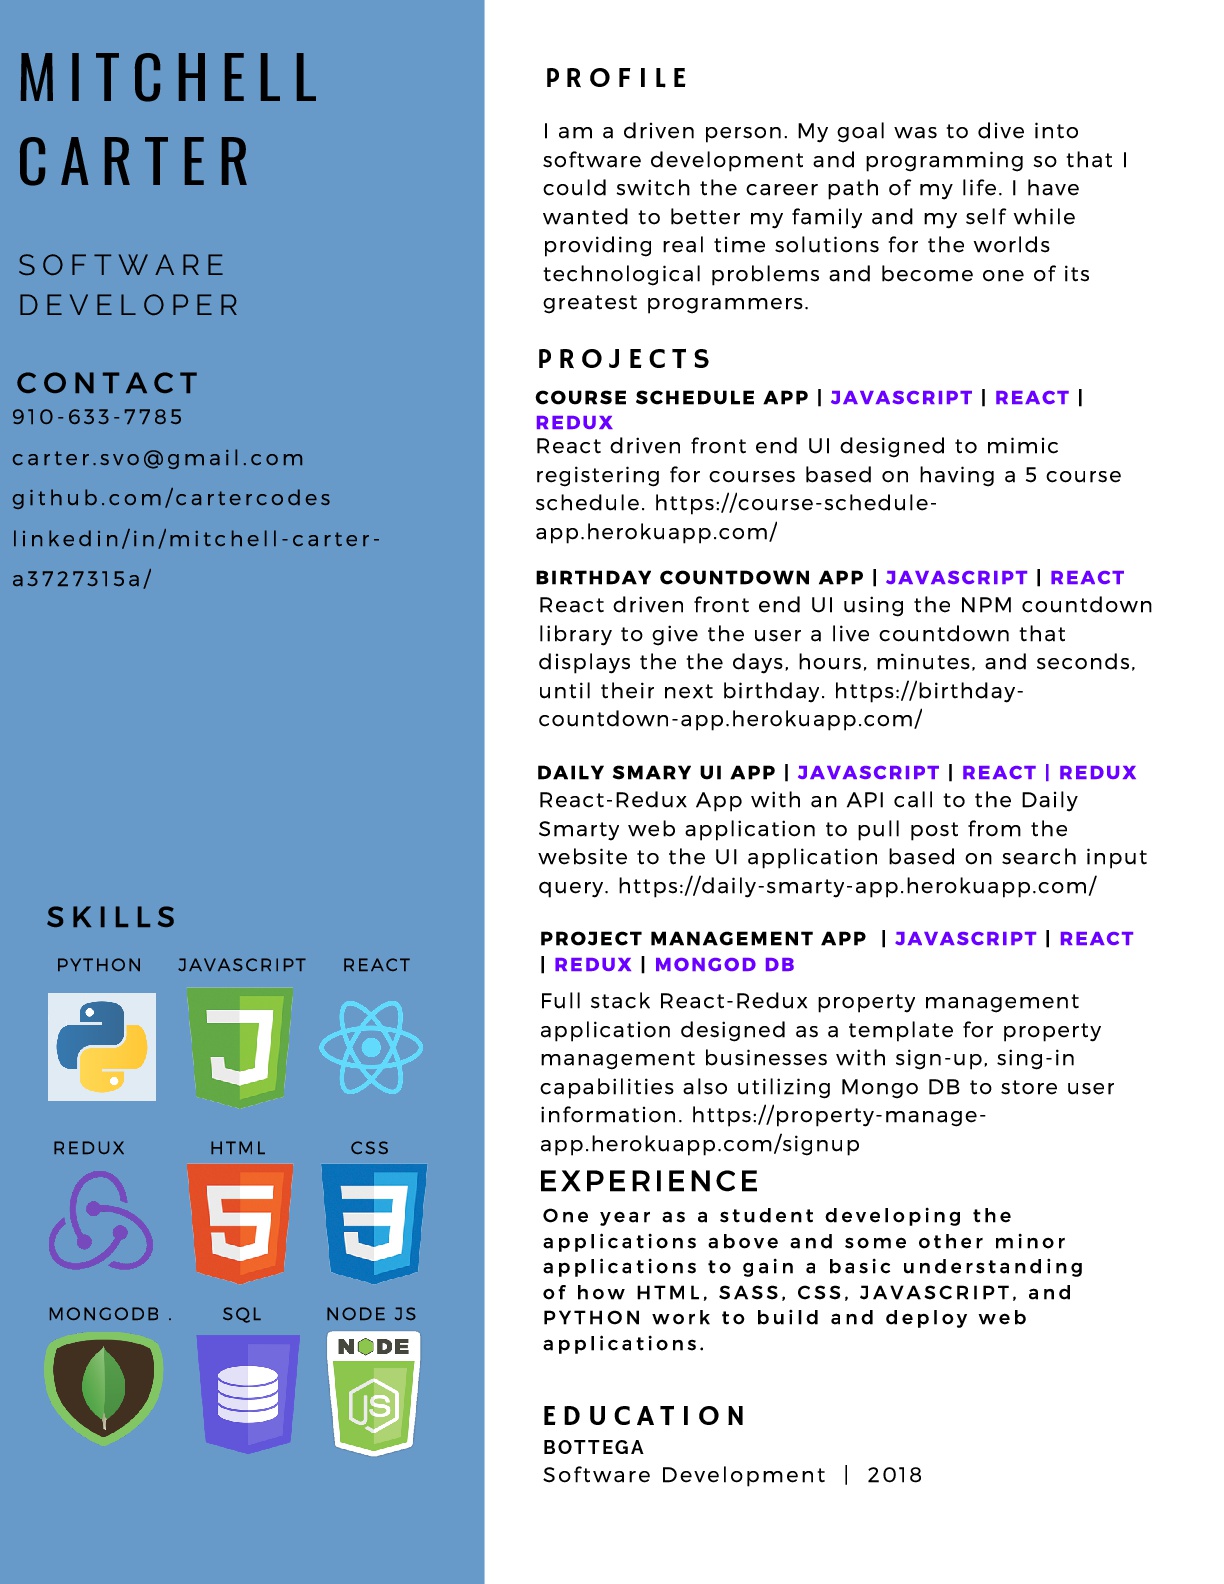 MITCHELL
CARTER
SOFTWARE
DEVELOPER
CONTACT
910-633-7785
carter.svo@gmail.com
github.com/cartercodes
linkedin/in/mitchell-carter-
a3727315a/
SKILLS
PYTHON JAVASCRIPT REACT
REDUX HTML CSS
MONGODB . SQL NODE JS
NODE
JS
PROFILE
I am a driven person. My goal was to dive into
software development and programming so that I
could switch the career path of my life. I have
wanted to better my family and my self while
providing real time solutions for the worlds
technological problems and become one of its
greatest programmers.
PROJECTS
COURSE SCHEDULE APP | JAVASCRIPT | REACT |
REDUX
React driven front end UI designed to mimic
registering for courses based on having a 5 course
schedule. https://course-schedule-
app.herokuapp.com/
BIRTHDAY COUNTDOWN APP | JAVASCRIPT | REACT
React driven front end UI using the NPM countdown
library to give the user a live countdown that
displays the the days, hours, minutes, and seconds,
until their next birthday. https://birthday-
countdown-app.herokuapp.com/
DAILY SMARY UI APP | JAVASCRIPT | REACT | REDUX
React-Redux App with an API call to the Daily
Smarty web application to pull post from the
website to the UI application based on search input
query. https://daily-smarty-app.herokuapp.com/
PROJECT MANAGEMENT APP | JAVASCRIPT | REACT
| REDUX | MONGOD DB
Full stack React-Redux property management
application designed as a template for property
management businesses with sign-up, sing-in
capabilities also utilizing Mongo DB to store user
information. https://property-manage-
app.herokuapp.com/signup
EXPERIENCE
One year as a student developing the
applications above and some other minor
applications to gain a basic understanding
of how HTML, SASS, CSS, JAVASCRIPT, and
PYTHON work to build and deploy web
applications.
EDUCATION
BOTTEGA
Software Development | 2018